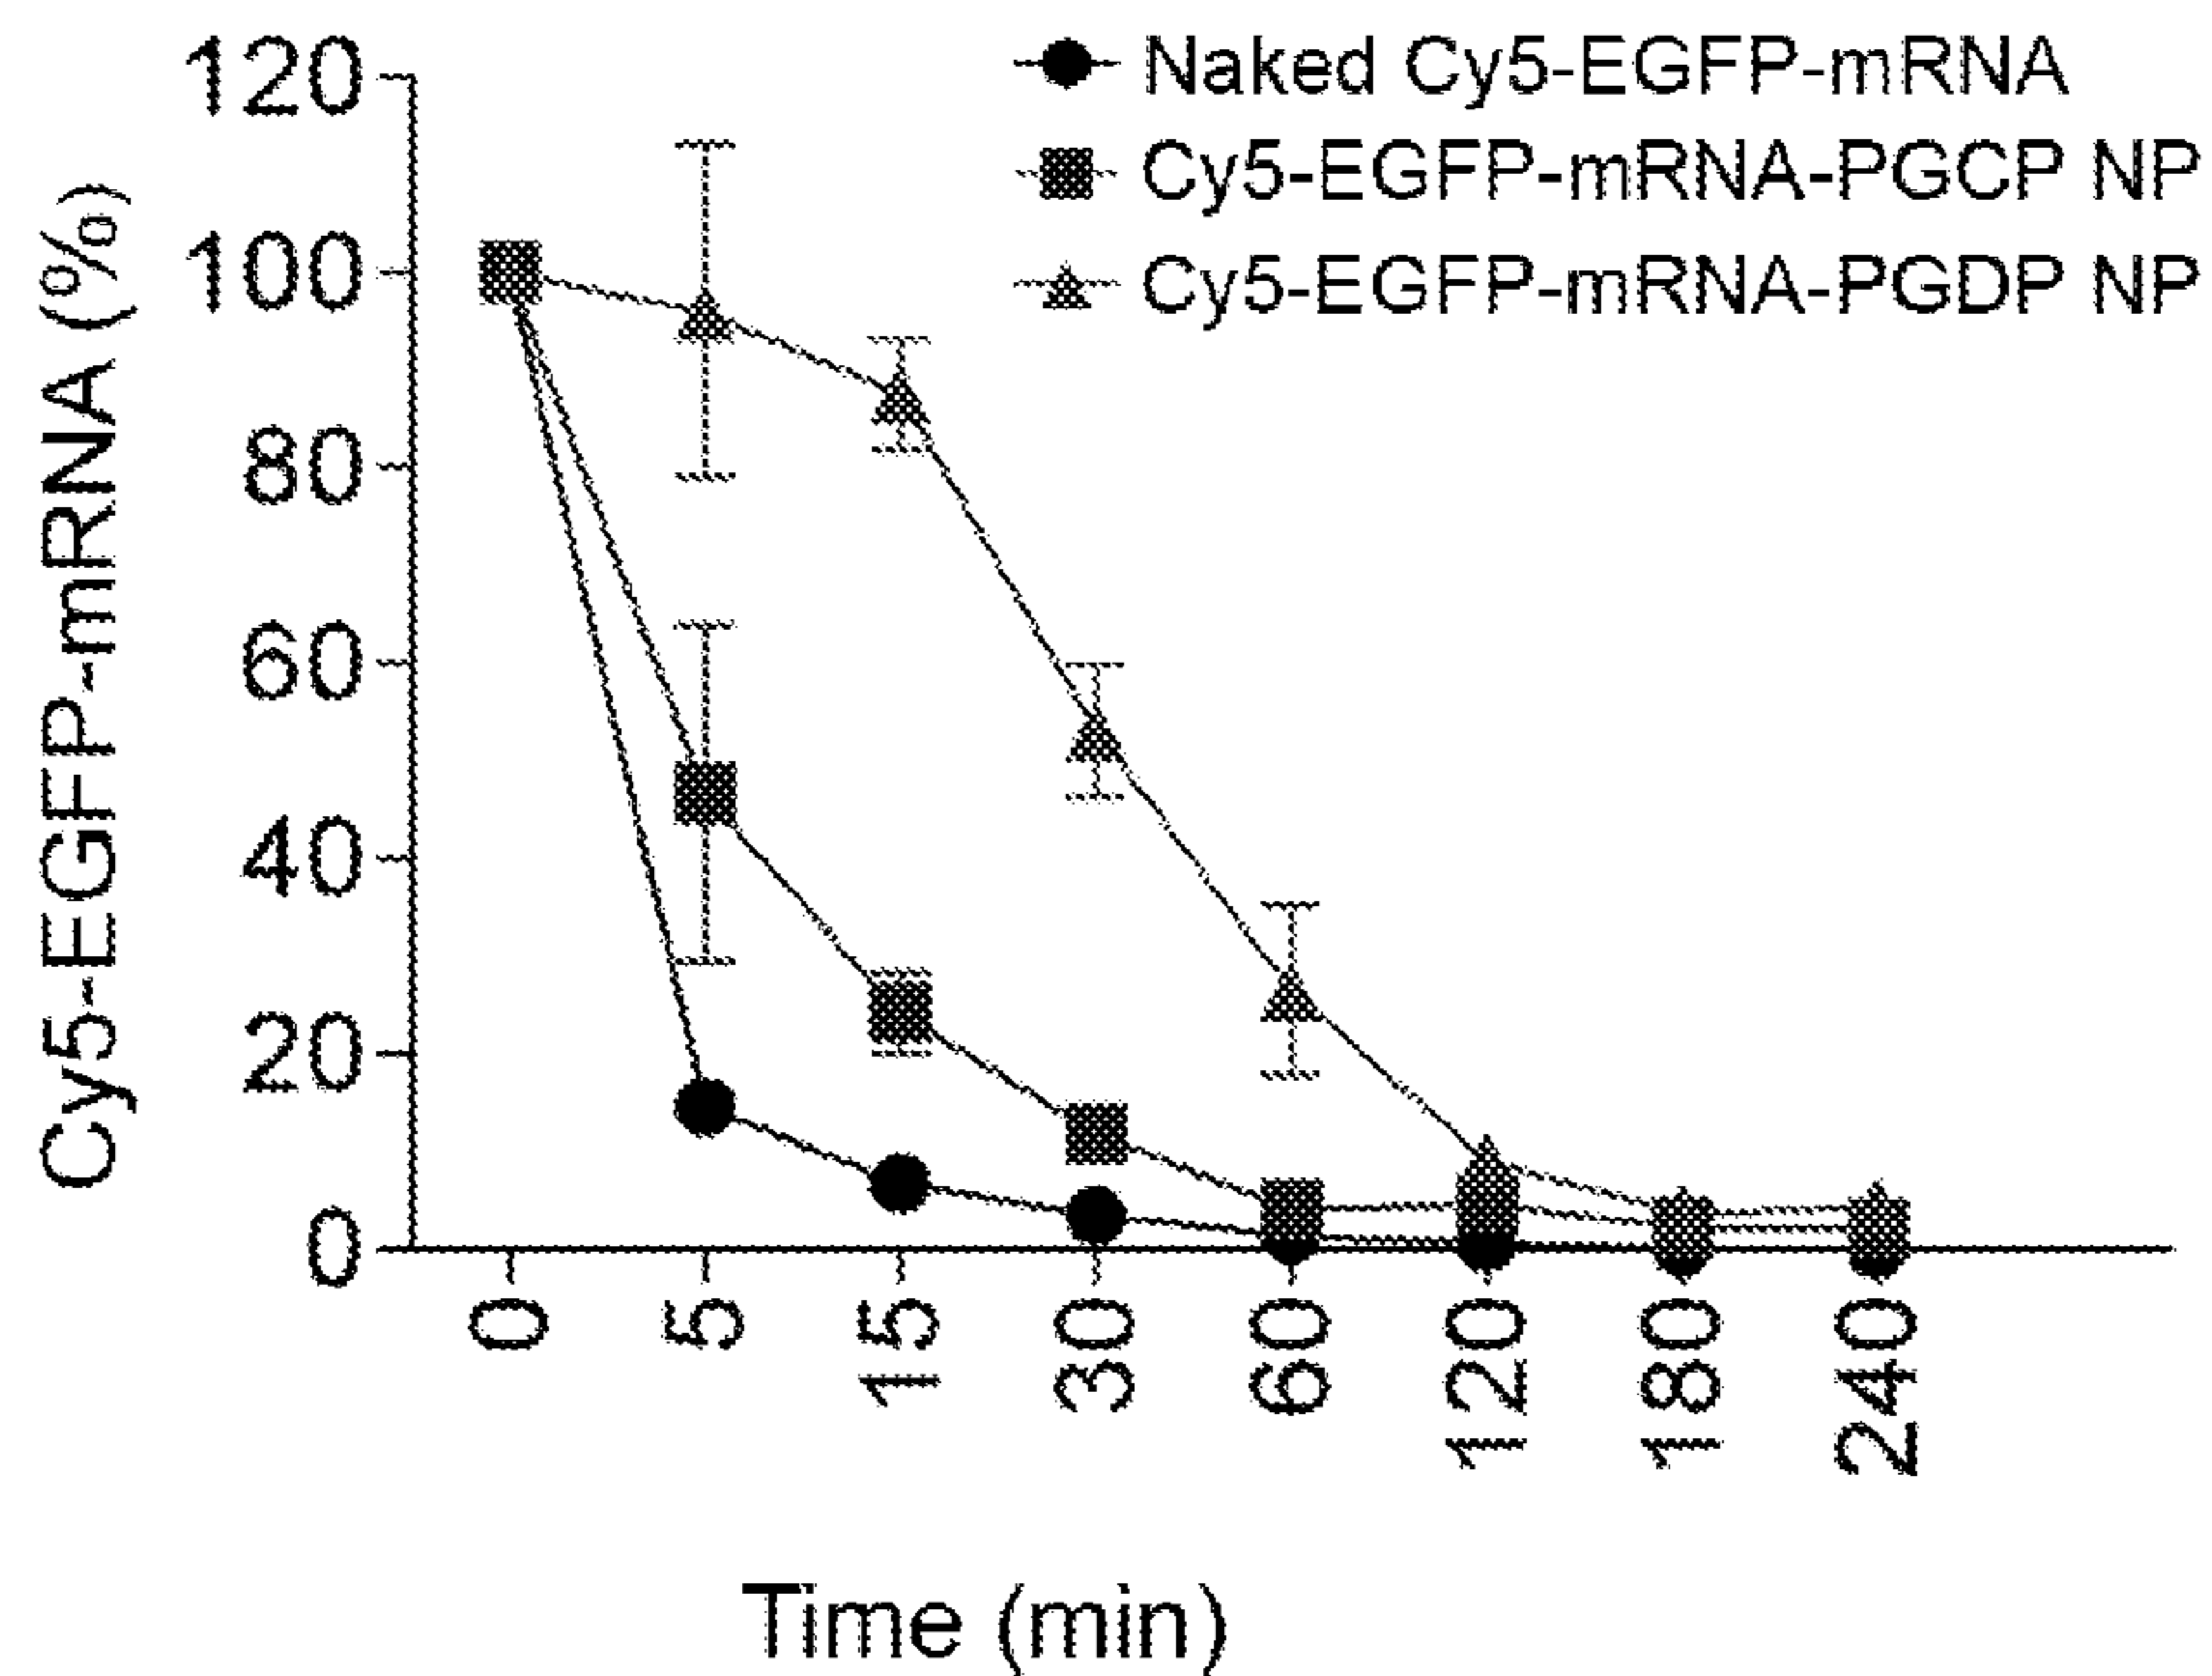 Naked Cy5-EGFP-mRNA
Cy5-EGFP-mRNA-PGCP NP
Cy5-EGFP-mRNA-PGDP NP
Cy5-EGFP-mRNA (%)
120
100
80
60
40
20
0
0 5 15 30 60 120 180 240
Time (min)